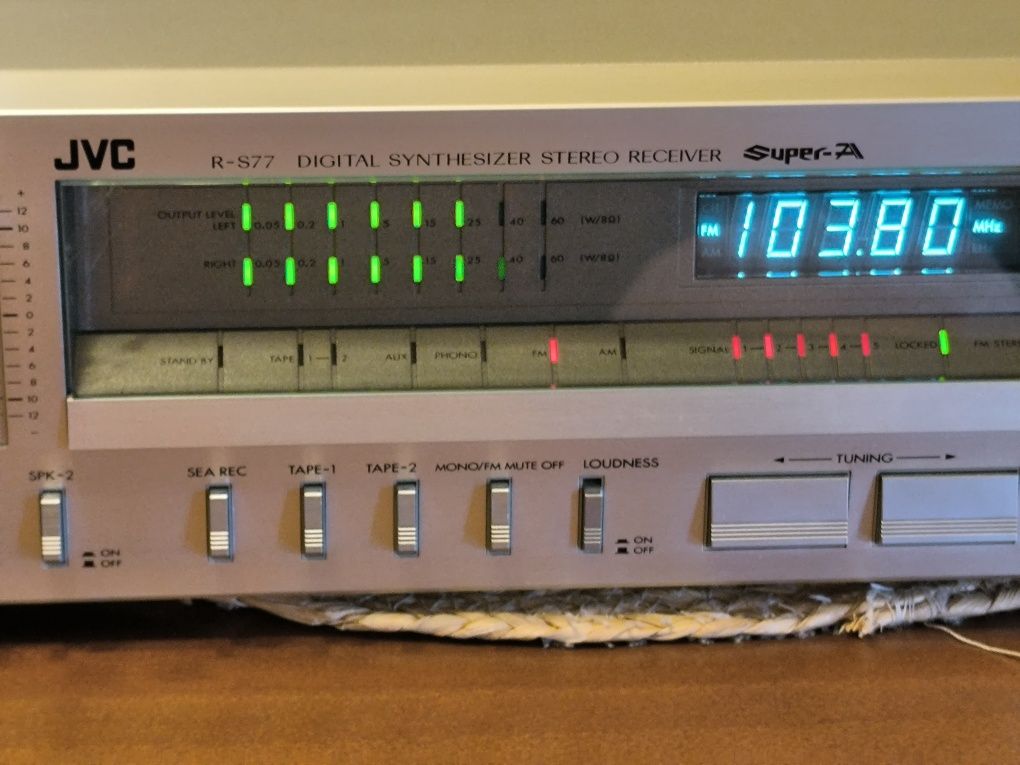 JVC
R-S77 DIGITAL SYNTHESIZER STEREO RECEIVER Super-A
OUTPUT LEVEL
LEFT 0.05 0.2 1 5 15 25 40 60 (W/8Ω)
RIGHT 0.05 0.2 1 5 15 25 40 60 (W/8Ω)
FM 103.80 MHz
AM
MEMO
+
12
10
8
6
4
2
0
2
4
6
8
10
12
-
STAND BY TAPE 1 — 2 AUX PHONO FM AM SIGNAL 1 2 3 4 5 LOCKED FM STERE
SPK-2 SEA REC TAPE-1 TAPE-2 MONO/FM MUTE OFF LOUDNESS TUNING
ON
OFF
ON
OFF